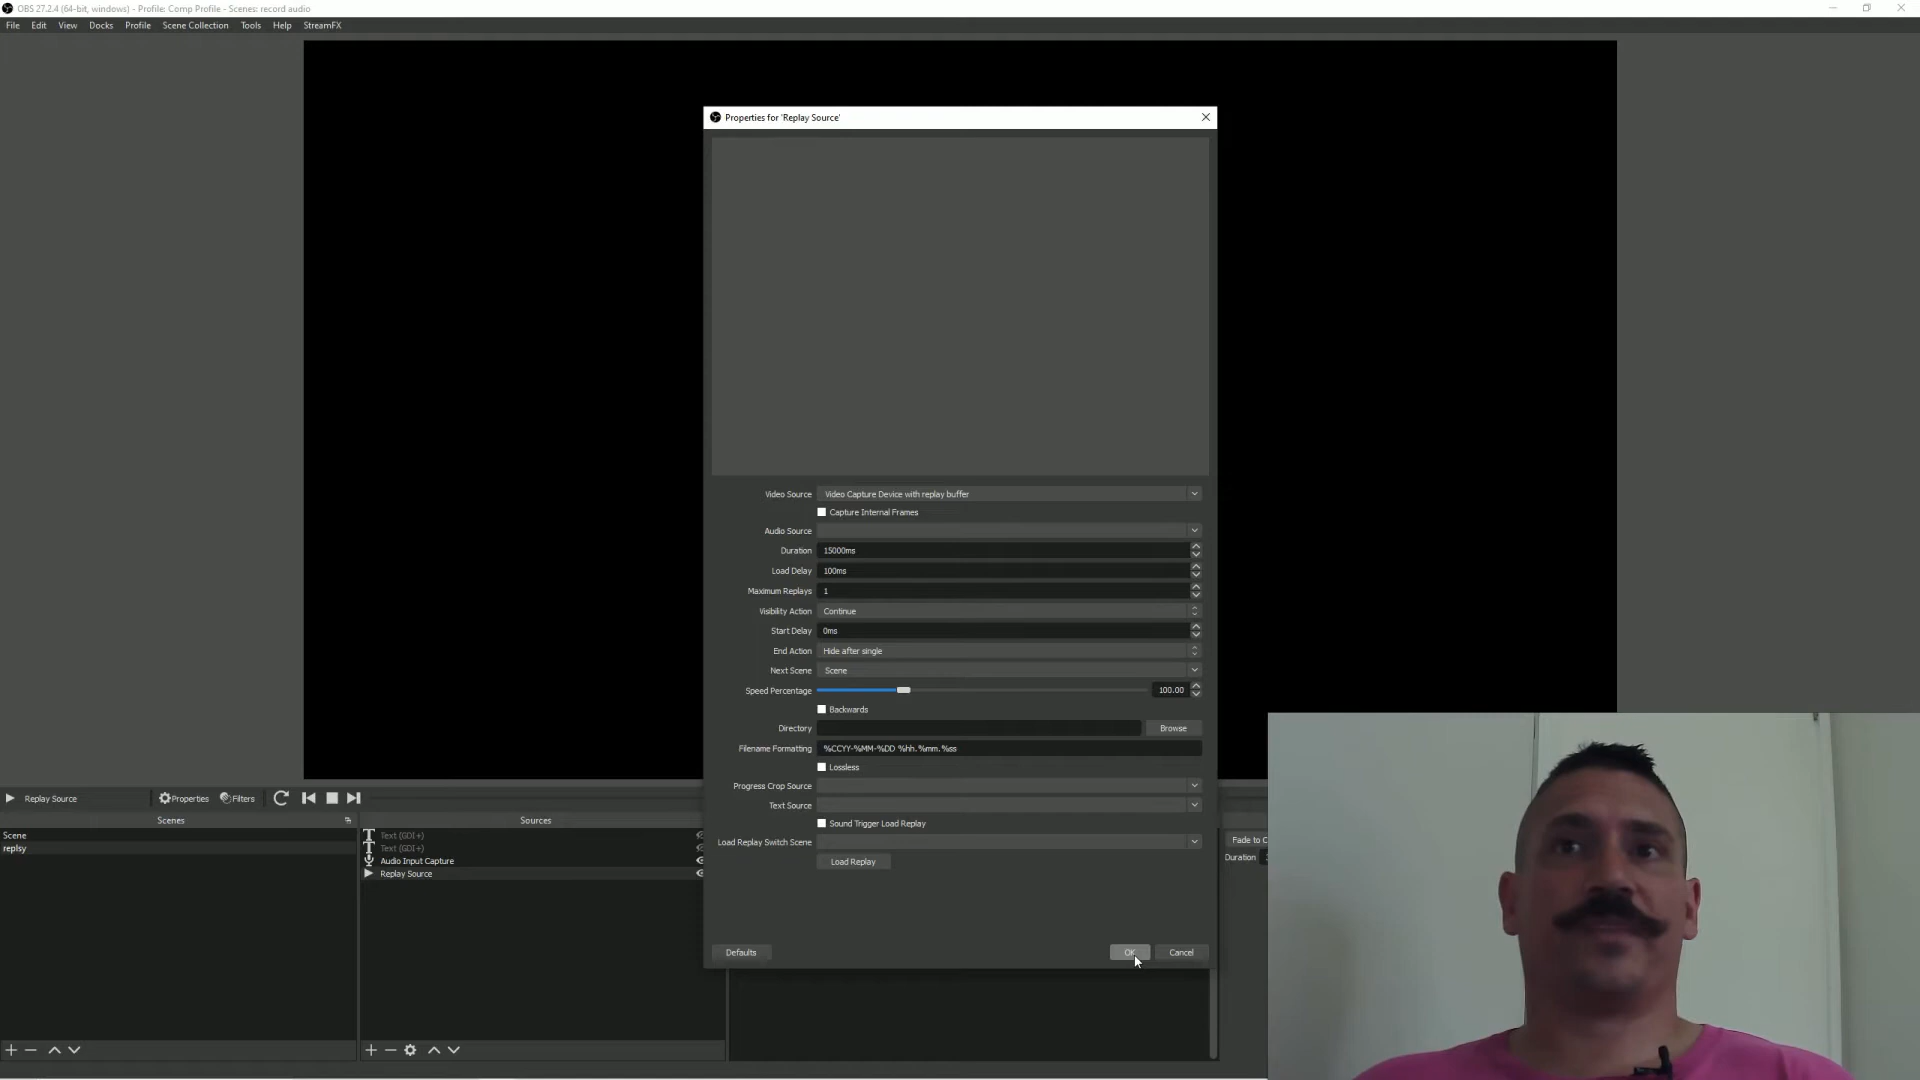 OBS 27.2.4 (64-bit, windows) - Profile: Comp Profile - Scenes: record audio
File Edit View Docks Profile Scene Collection Tools Help StreamFX
Properties for 'Replay Source'
Video Source Video Capture Device with replay buffer
Capture Internal Frames
Audio Source
Duration 15000ms
Load Delay 100ms
Maximum Replays 1
Visibility Action Continue
Start Delay 0ms
End Action Hide after single
Next Scene Scene
Speed Percentage 100.00
Backwards
Directory Browse
Filename Formatting %CCYY-%MM-%DD %hh.%mm.%ss
Lossless
Progress Crop Source
Text Source
Sound Trigger Load Replay
Load Replay Switch Scene
Load Replay
Defaults OK Cancel
Replay Source Properties Filters
Scenes Sources
Scene
replsy
Text (GDI+)
Text (GDI+)
Audio Input Capture
Replay Source
Fade to C
Duration